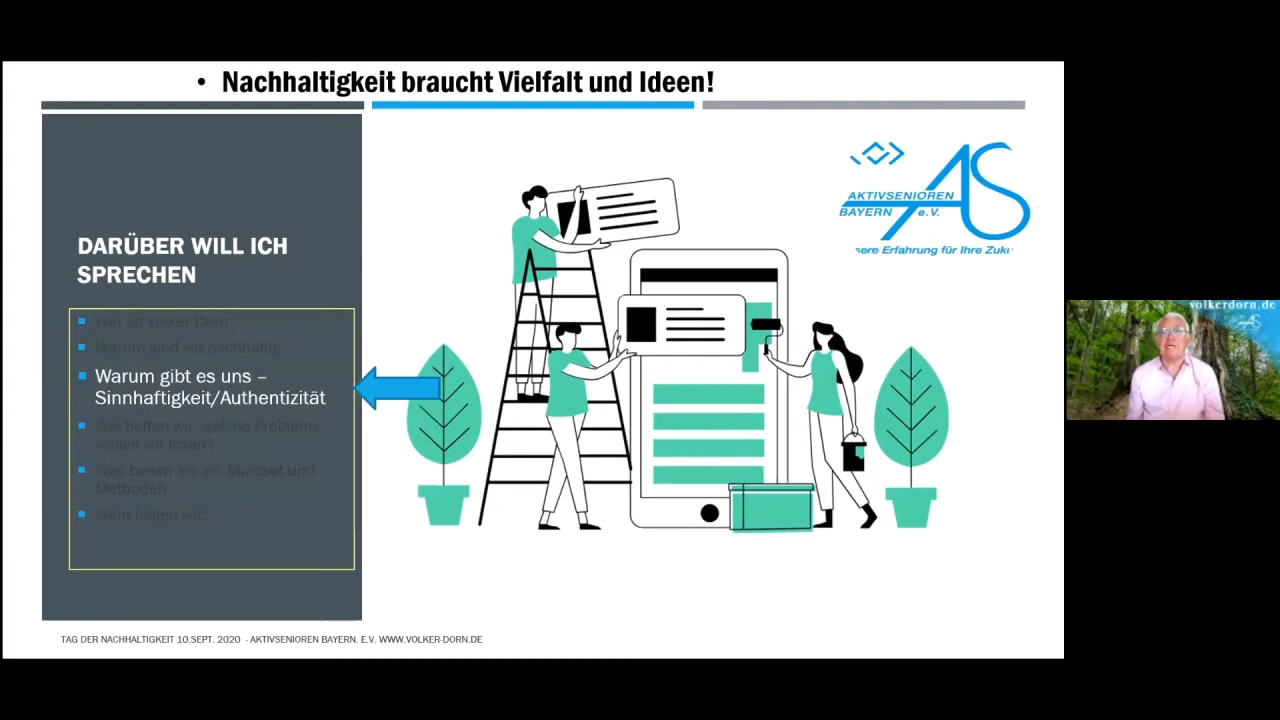 • Nachhaltigkeit braucht Vielfalt und Ideen!
DARÜBER WILL ICH
SPRECHEN
Wer ist Volker Dorn
Warum sind wir nachhaltig
Warum gibt es uns –
Sinnhaftigkeit/Authentizität
Wie helfen wir, welche Probleme
wollen wir lösen?
Was bieten wir an: Mindset und
Methoden
Wem helfen wir
AS
AKTIVSENIOREN
BAYERN e.V.
sere Erfahrung für Ihre Zuku
volkerdorn.de
TAG DER NACHHALTIGKEIT 10.SEPT. 2020 - AKTIVSENIOREN BAYERN. E.V. WWW.VOLKER-DORN.DE